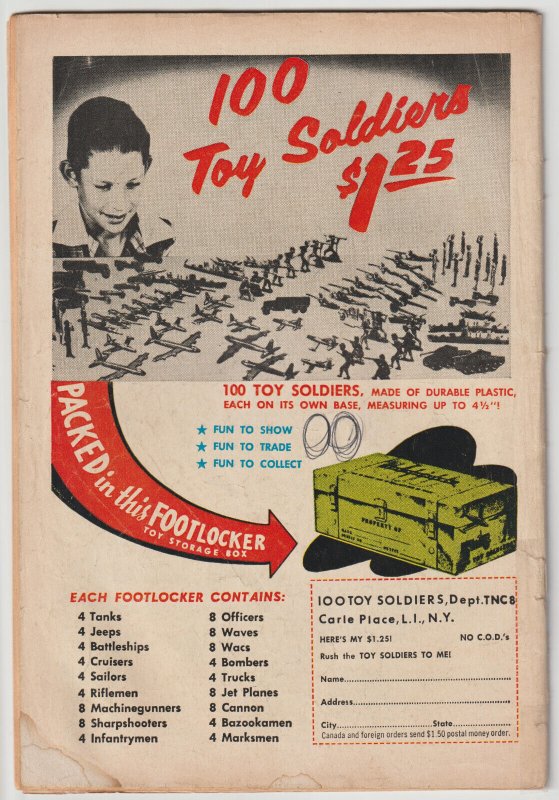 100
Toy Soldiers
$1.25
100 TOY SOLDIERS, MADE OF DURABLE PLASTIC,
EACH ON ITS OWN BASE, MEASURING UP TO 4½"!
★ FUN TO SHOW
★ FUN TO TRADE
★ FUN TO COLLECT
PACKED in this FOOTLOCKER
TOY STORAGE BOX
PROPERTY OF
EACH FOOTLOCKER CONTAINS:
4 Tanks
4 Jeeps
4 Battleships
4 Cruisers
4 Sailors
4 Riflemen
8 Machinegunners
8 Sharpshooters
4 Infantrymen
8 Officers
8 Waves
8 Wacs
4 Bombers
4 Trucks
8 Jet Planes
8 Cannon
4 Bazookamen
4 Marksmen
100 TOY SOLDIERS, Dept. TNC8
Carle Place, L.I., N.Y.
HERE'S MY $1.25! NO C.O.D.'s
Rush the TOY SOLDIERS TO ME!
Name
Address
City State
Canada and foreign orders send $1.50 postal money order.